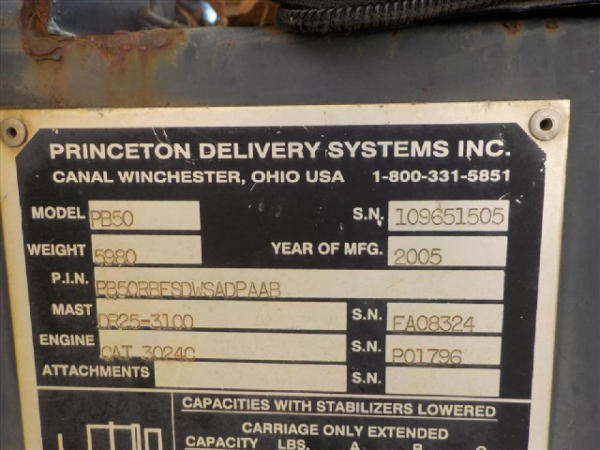 PRINCETON DELIVERY SYSTEMS INC.
CANAL WINCHESTER, OHIO USA 1-800-331-5851
MODEL PB50 S.N. 109651505
WEIGHT 5980 YEAR OF MFG. 2005
P.I.N. PB50RBFSDWSADPAAB
MAST DR25-3100 S.N. EA08324
ENGINE CAT 3024C S.N. P01796
ATTACHMENTS S.N.
CAPACITIES WITH STABILIZERS LOWERED
CARRIAGE ONLY EXTENDED
CAPACITY LBS. A B C